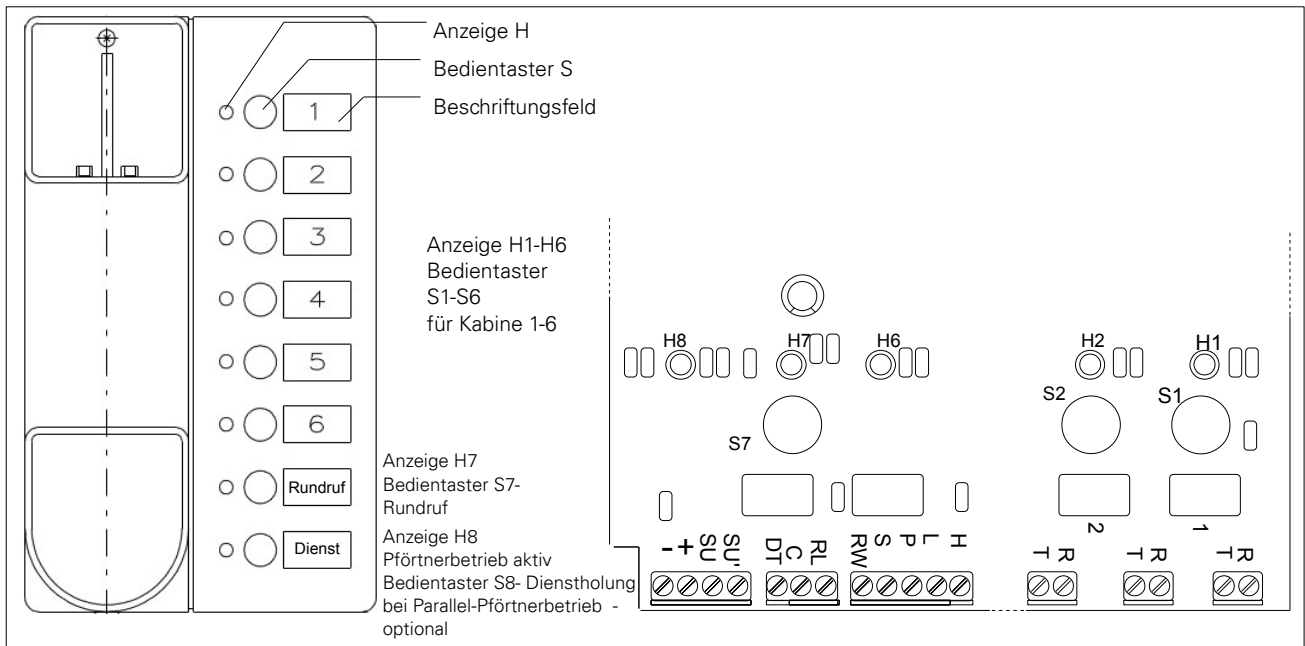 Anzeige H
Bedientaster S
Beschriftungsfeld
1
2
3
4
5
6
Rundruf
Dienst
Anzeige H1-H6
Bedientaster
S1-S6
für Kabine 1-6
Anzeige H7
Bedientaster S7-
Rundruf
Anzeige H8
Pförtnerbetrieb aktiv
Bedientaster S8- Dienstholung
bei Parallel-Pförtnerbetrieb -
optional
H8 H7 H6 H2 H1
S7 S2 S1
2 1
- + SU SU' DT C RL RW S P L H T R T R T R